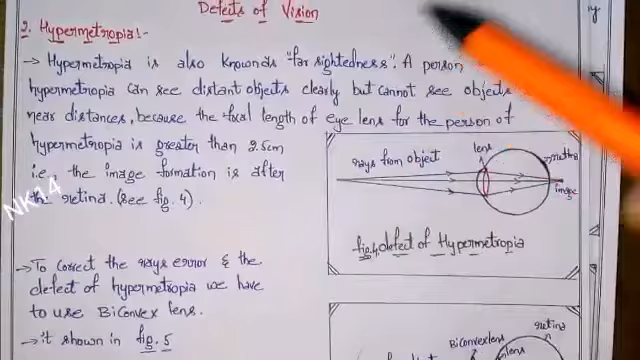 Defects of Vision
2. Hypermetropia:-
→ Hypermetropia is also known as "far sightedness". A person
hypermetropia can see distant objects clearly but cannot see objects
near distances, because the focal length of eye lens for the person of
hypermetropia is greater than 2.5cm
i.e. the image formation is after
the retina. (see fig. 4).
rays from object
lens
retina
image
fig.4, defect of Hypermetropia
→ To correct the rays error & the
defect of hypermetropia we have
to use BiConvex lens.
→ it shown in fig. 5
Biconvex lens
lens
retina
NK14